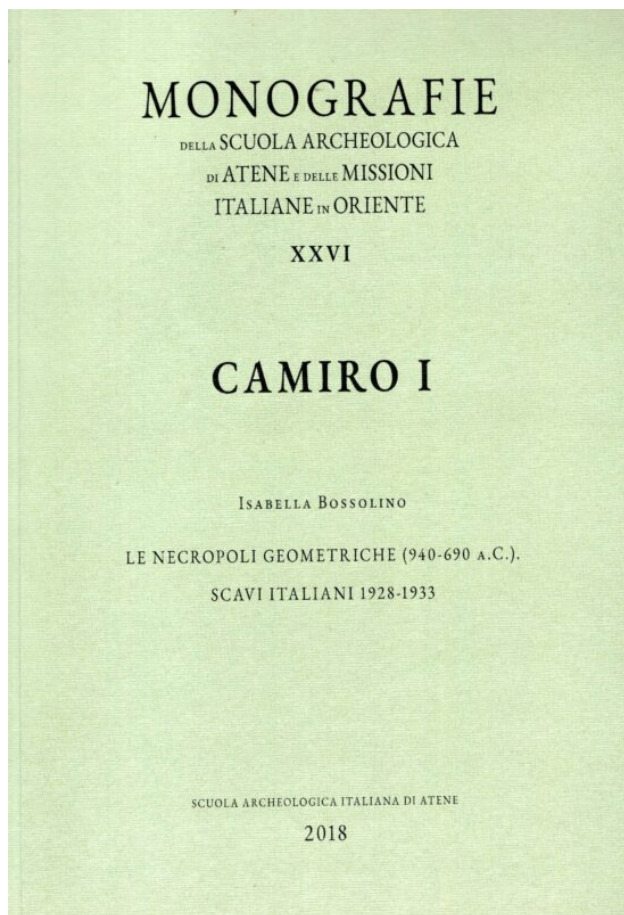 MONOGRAFIE
DELLA SCUOLA ARCHEOLOGICA
DI ATENE E DELLE MISSIONI
ITALIANE IN ORIENTE
XXVI
CAMIRO I
ISABELLA BOSSOLINO
LE NECROPOLI GEOMETRICHE (940-690 A.C.).
SCAVI ITALIANI 1928-1933
SCUOLA ARCHEOLOGICA ITALIANA DI ATENE
2018